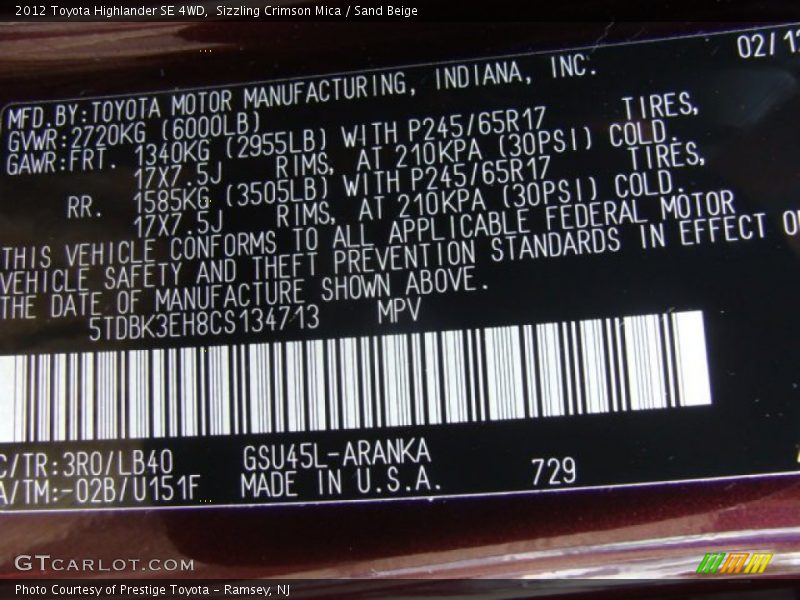 2012 Toyota Highlander SE 4WD, Sizzling Crimson Mica / Sand Beige
MFD.BY:TOYOTA MOTOR MANUFACTURING, INDIANA, INC. 02/12
GVWR:2720KG (6000LB)
GAWR:FRT. 1340KG (2955LB) WITH P245/65R17 TIRES,
17X7.5J RIMS, AT 210KPA (30PSI) COLD.
RR. 1585KG (3505LB) WITH P245/65R17 TIRES,
17X7.5J RIMS, AT 210KPA (30PSI) COLD.
THIS VEHICLE CONFORMS TO ALL APPLICABLE FEDERAL MOTOR
VEHICLE SAFETY AND THEFT PREVENTION STANDARDS IN EFFECT
THE DATE OF MANUFACTURE SHOWN ABOVE.
5TDBK3EH8CS134713 MPV
C/TR:3R0/LB40 GSU45L-ARANKA
A/TM:-02B/U151F MADE IN U.S.A. 729
GTCARLOT.COM
Photo Courtesy of Prestige Toyota - Ramsey, NJ